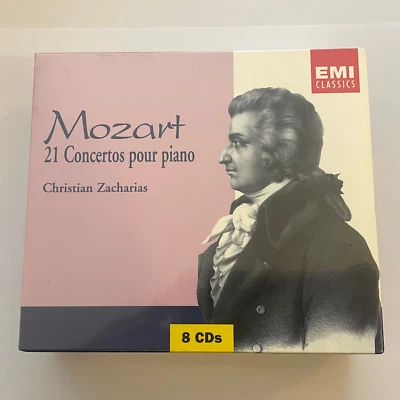 EMI
CLASSICS
Mozart
21 Concertos pour piano
Christian Zacharias
8 CDs